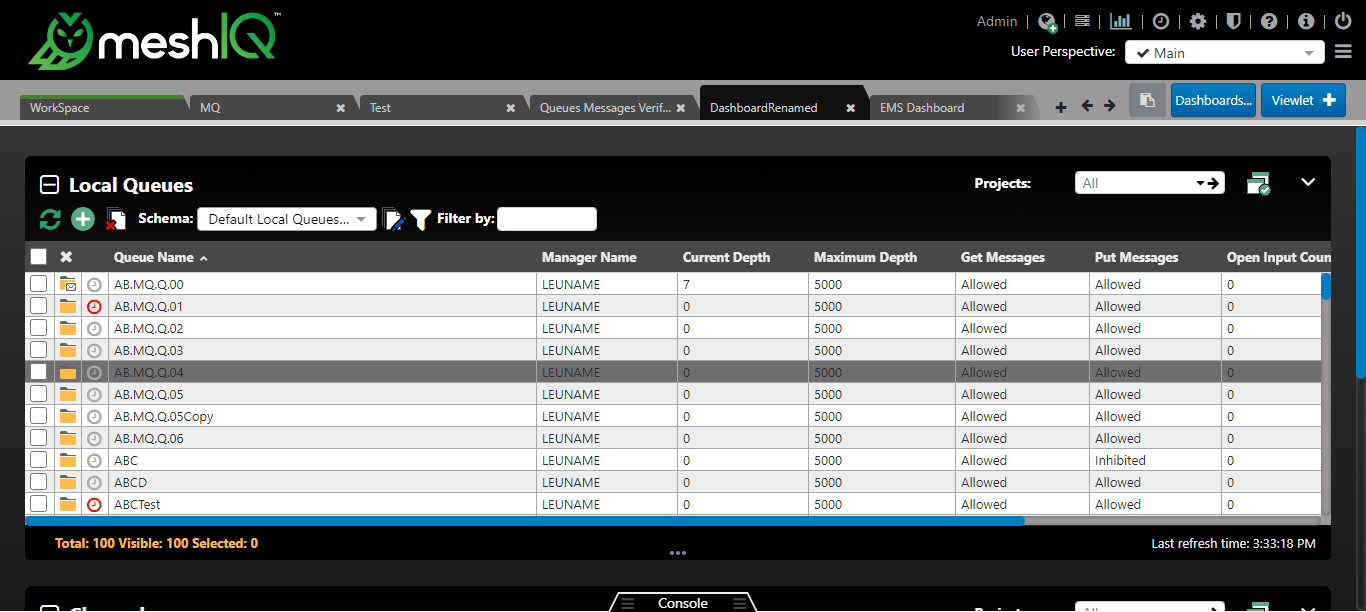 meshIQ™
Admin
User Perspective: Main
WorkSpace MQ Test Queues Messages Verif... DashboardRenamed EMS Dashboard Dashboards... Viewlet
Local Queues Projects: All
Schema: Default Local Queues... Filter by:
Queue Name Manager Name Current Depth Maximum Depth Get Messages Put Messages Open Input Coun
AB.MQ.Q.00 LEUNAME 7 5000 Allowed Allowed 0
AB.MQ.Q.01 LEUNAME 0 5000 Allowed Allowed 0
AB.MQ.Q.02 LEUNAME 0 5000 Allowed Allowed 0
AB.MQ.Q.03 LEUNAME 0 5000 Allowed Allowed 0
AB.MQ.Q.04 LEUNAME 0 5000 Allowed Allowed 0
AB.MQ.Q.05 LEUNAME 0 5000 Allowed Allowed 0
AB.MQ.Q.05Copy LEUNAME 0 5000 Allowed Allowed 0
AB.MQ.Q.06 LEUNAME 0 5000 Allowed Allowed 0
ABC LEUNAME 0 5000 Allowed Inhibited 0
ABCD LEUNAME 0 5000 Allowed Allowed 0
ABCTest LEUNAME 0 5000 Allowed Allowed 0
Total: 100 Visible: 100 Selected: 0 Last refresh time: 3:33:18 PM
Console